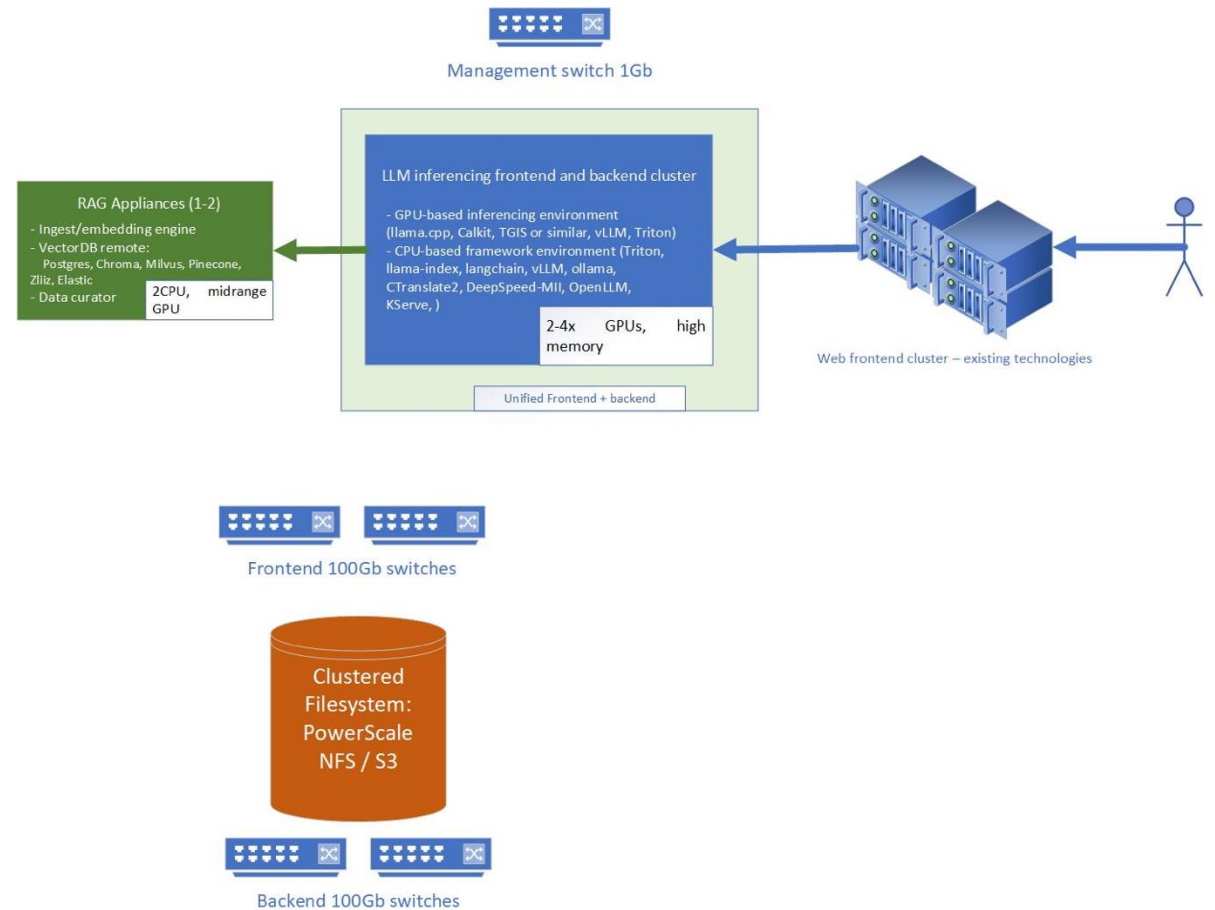 Management switch 1Gb
RAG Appliances (1-2)
- Ingest/embedding engine
- VectorDB remote:
Postgres, Chroma, Milvus, Pinecone,
Zliiz, Elastic
- Data curator
2CPU, midrange
GPU
LLM inferencing frontend and backend cluster
- GPU-based inferencing environment
(llama.cpp, Calkit, TGIS or similar, vLLM, Triton)
- CPU-based framework environment (Triton,
llama-index, langchain, vLLM, ollama,
CTranslate2, DeepSpeed-MII, OpenLLM,
KServe, )
2-4x GPUs, high
memory
Unified Frontend + backend
Web frontend cluster – existing technologies
Frontend 100Gb switches
Clustered
Filesystem:
PowerScale
NFS / S3
Backend 100Gb switches